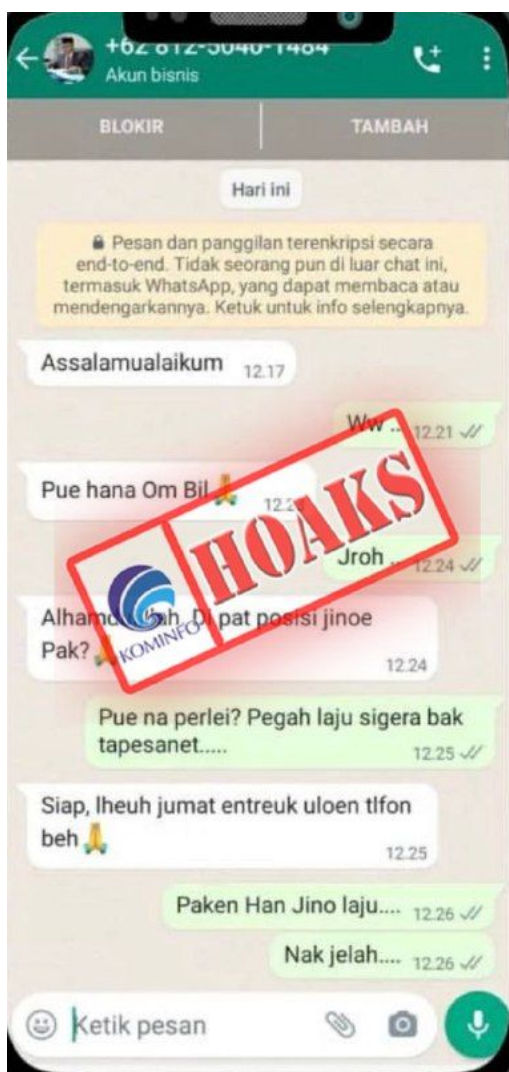 Akun bisnis
BLOKIR
TAMBAH
Hari ini
Pesan dan panggilan terenkripsi secara
end-to-end. Tidak seorang pun di luar chat ini,
termasuk WhatsApp, yang dapat membaca atau
mendengarkannya. Ketuk untuk info selengkapnya.
Assalamualaikum 12.17
Ww .. 12.21
Pue hana Om Bil🙏
HOAKS
Jroh .. 12.24
KOMINFO
Di pat posisi jinoe
Pak?🙏 12.24
Pue na perlei? Pegah laju sigera bak
tapesanet..... 12.25
Siap, lheuh jumat entreuk uloen tlfon
beh🙏 12.25
Paken Han Jino laju.... 12.26
Nak jelah.... 12.26
Ketik pesan